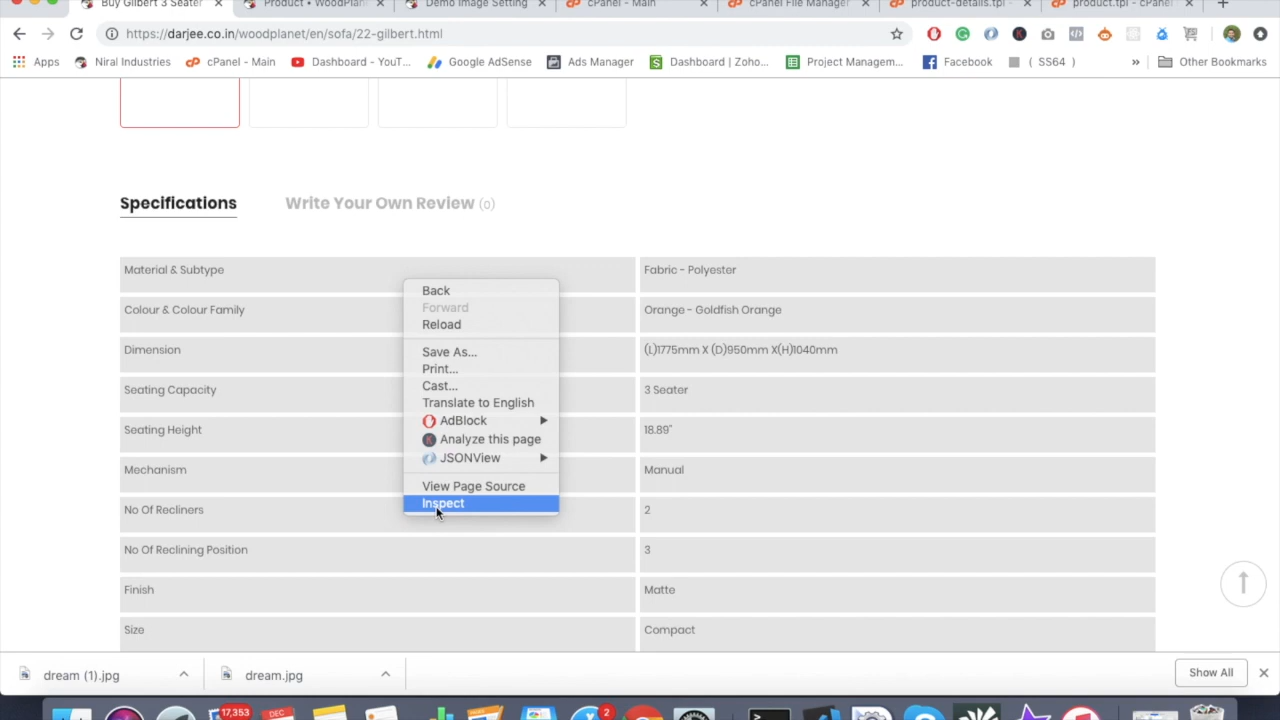 Buy Gilbert 3 Seater
Product • WoodPlan
Demo Image Setting
cPanel - Main
cPanel File Manager
product-details.tpl -
product.tpl - cPanel
https://darjee.co.in/woodplanet/en/sofa/22-gilbert.html
Apps
Niral Industries
cPanel - Main
Dashboard - YouT...
Google AdSense
Ads Manager
Dashboard | Zoho...
Project Managem...
Facebook
( SS64 )
»
Other Bookmarks
Specifications
Write Your Own Review (0)
Material & Subtype
Fabric - Polyester
Colour & Colour Family
Orange - Goldfish Orange
Dimension
(L)1775mm X (D)950mm X(H)1040mm
Seating Capacity
3 Seater
Seating Height
18.89"
Mechanism
Manual
No Of Recliners
2
No Of Reclining Position
3
Finish
Matte
Size
Compact
Back
Forward
Reload
Save As...
Print...
Cast...
Translate to English
AdBlock
Analyze this page
JSONView
View Page Source
Inspect
dream (1).jpg
dream.jpg
Show All
17,353
DEC
2